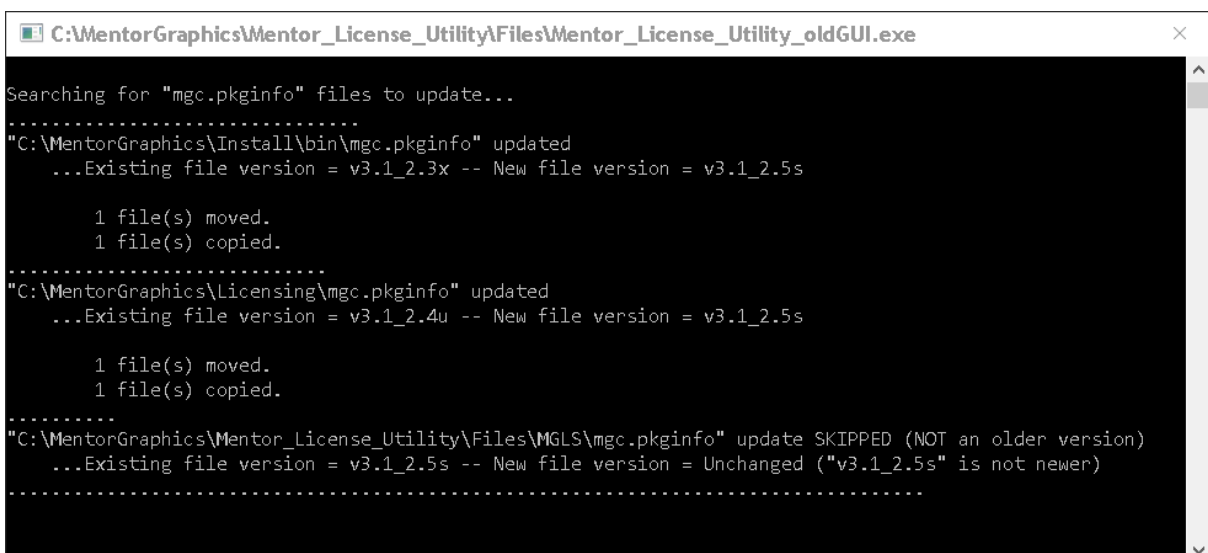 C:\MentorGraphics\Mentor_License_Utility\Files\Mentor_License_Utility_oldGUI.exe
Searching for "mgc.pkginfo" files to update...
................................
"C:\MentorGraphics\Install\bin\mgc.pkginfo" updated
...Existing file version = v3.1_2.3x -- New file version = v3.1_2.5s
1 file(s) moved.
1 file(s) copied.
.............................
"C:\MentorGraphics\Licensing\mgc.pkginfo" updated
...Existing file version = v3.1_2.4u -- New file version = v3.1_2.5s
1 file(s) moved.
1 file(s) copied.
..........
"C:\MentorGraphics\Mentor_License_Utility\Files\MGLS\mgc.pkginfo" update SKIPPED (NOT an older version)
...Existing file version = v3.1_2.5s -- New file version = Unchanged ("v3.1_2.5s" is not newer)
....................................................................................